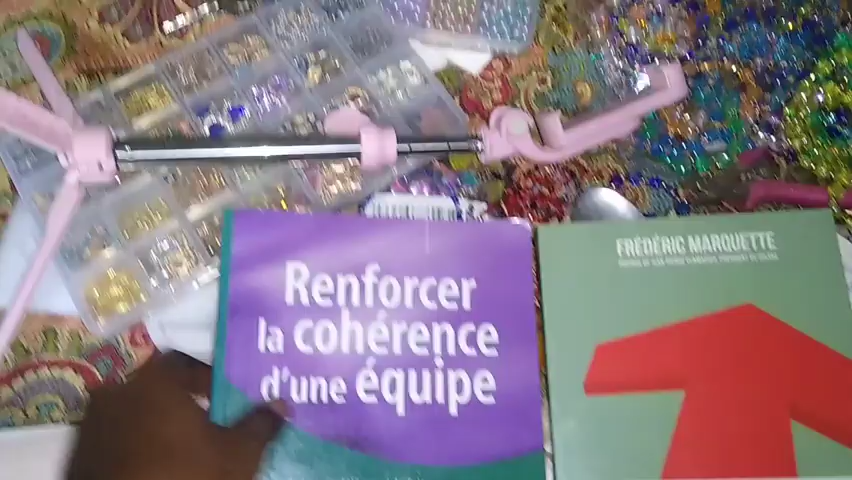 Renforcer
la cohérence
d'une équipe
FRÉDÉRIC MARQUETTE